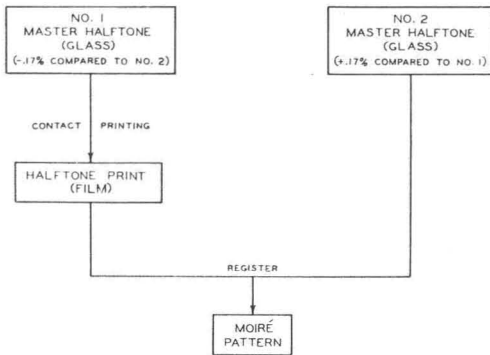 NO. 1
MASTER HALFTONE
(GLASS)
(-.17% COMPARED TO NO. 2)
NO. 2
MASTER HALFTONE
(GLASS)
(+.17% COMPARED TO NO. 1)
CONTACT PRINTING
HALFTONE PRINT
(FILM)
REGISTER
MOIRÉ
PATTERN